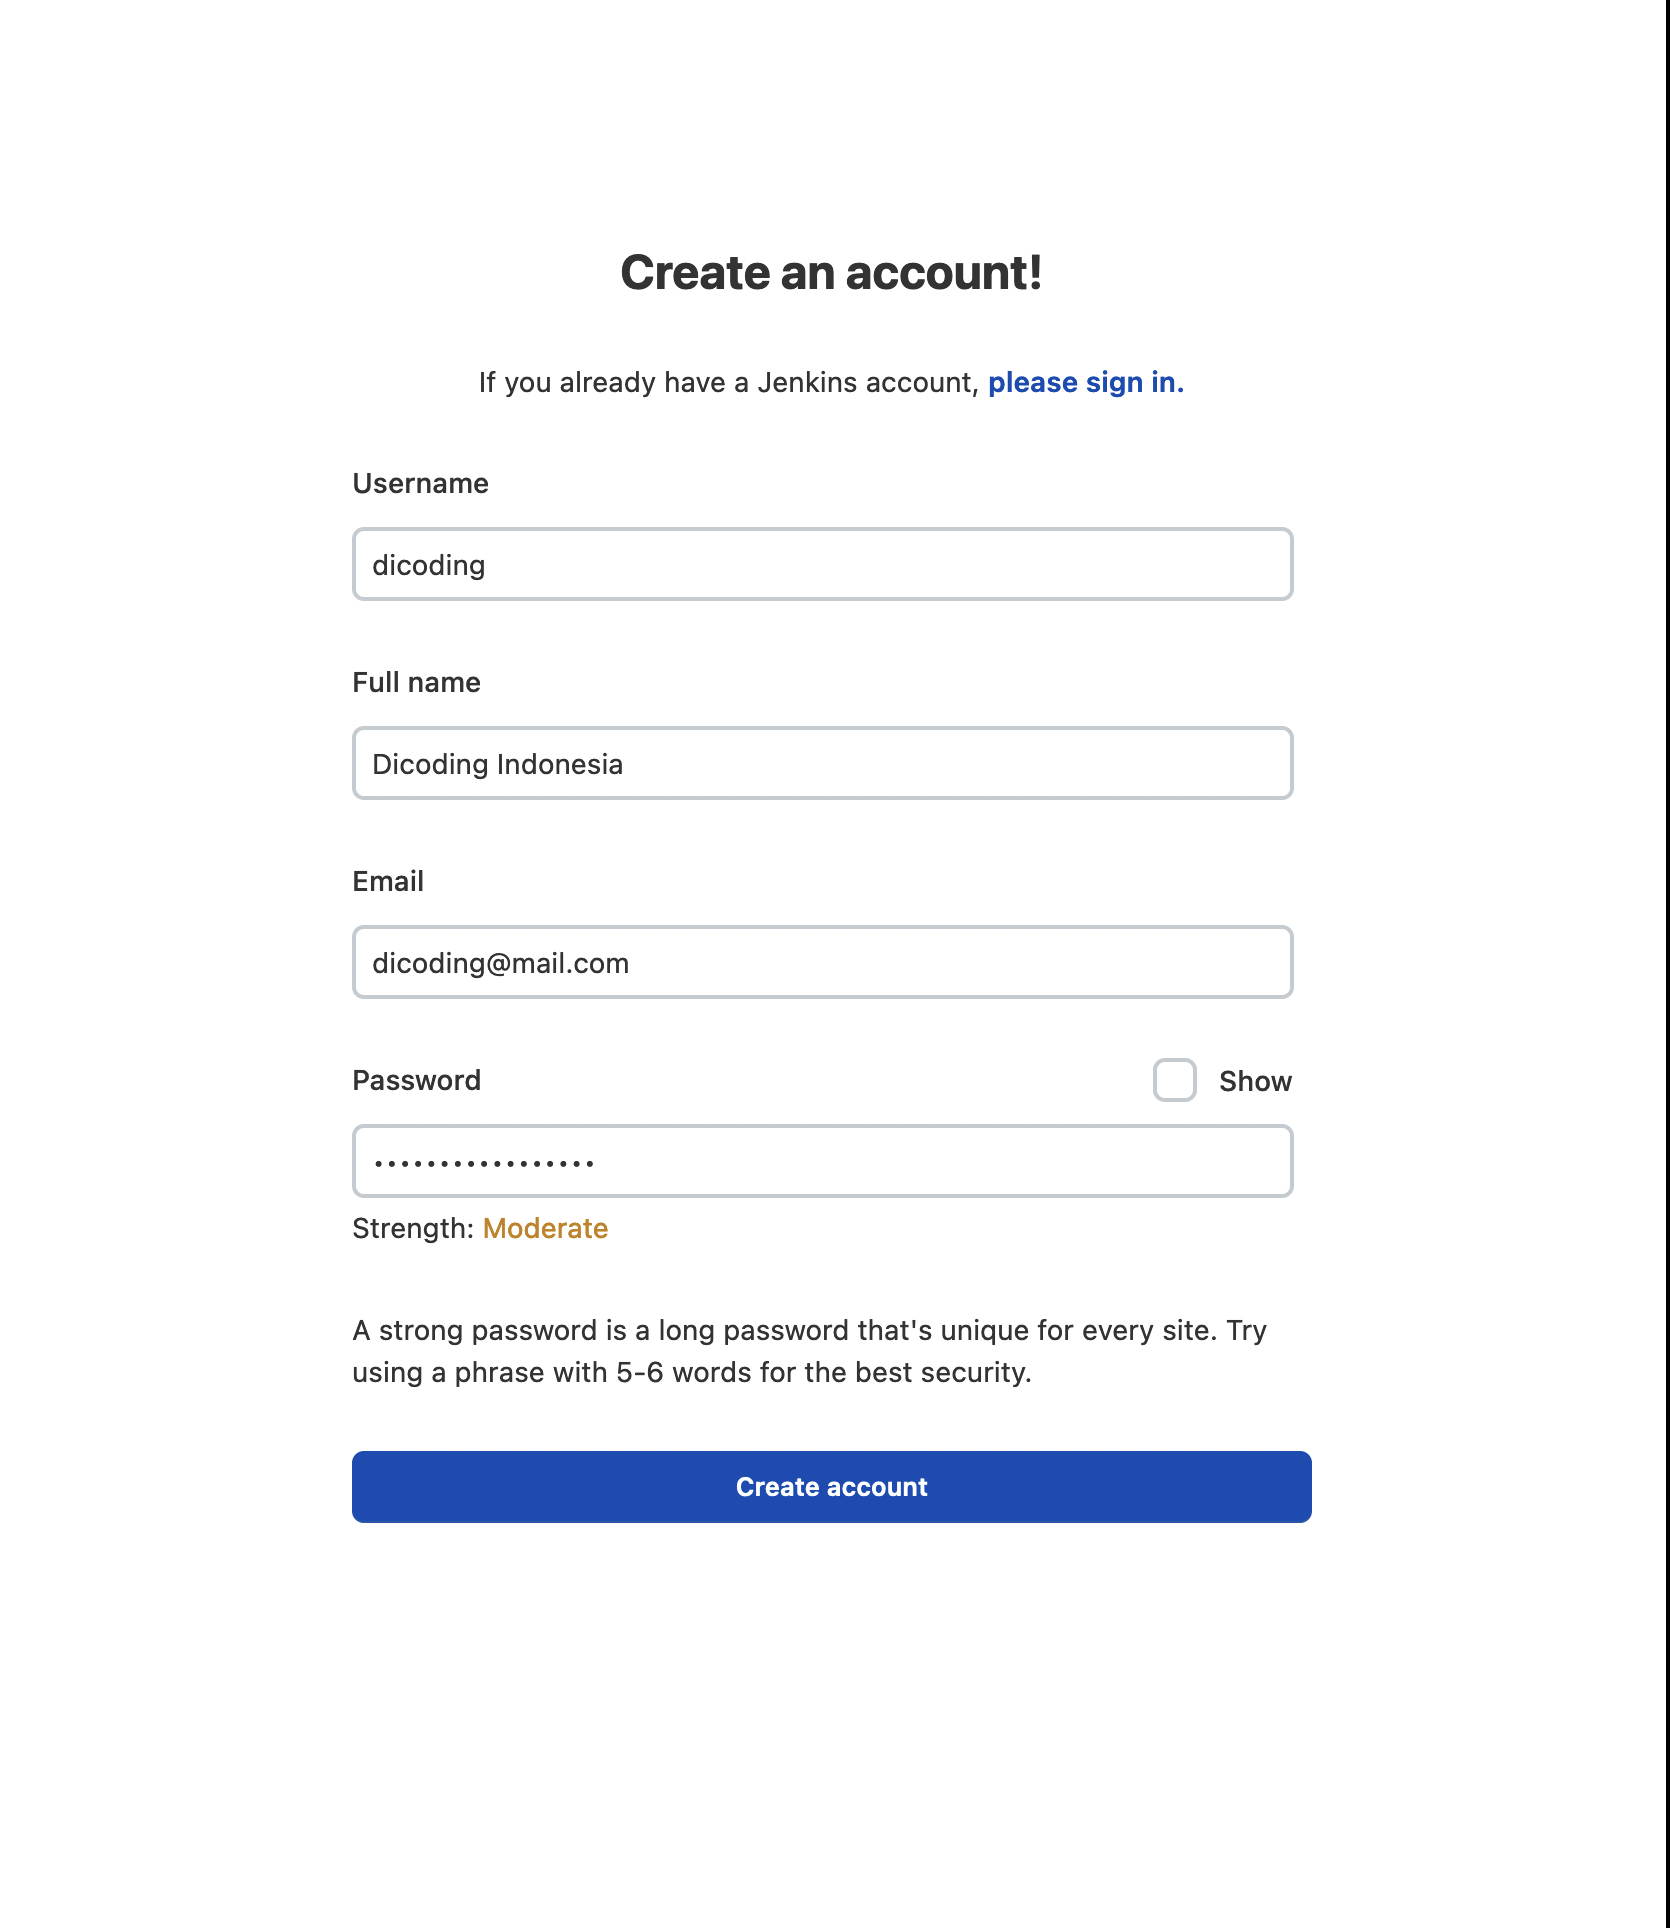 Create an account!
If you already have a Jenkins account, please sign in.
Username
dicoding
Full name
Dicoding Indonesia
Email
dicoding@mail.com
Password
Show
•••••••••••••••••
Strength: Moderate
A strong password is a long password that's unique for every site. Try
using a phrase with 5-6 words for the best security.
Create account